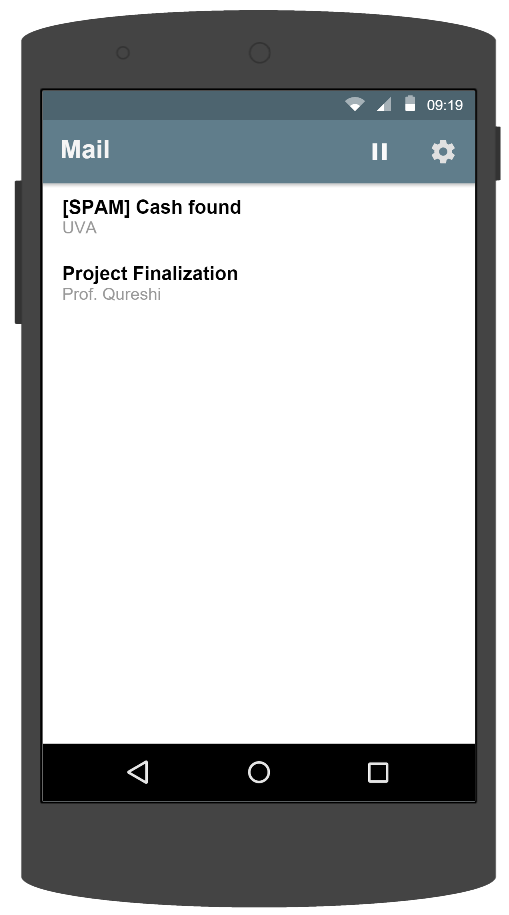 09:19
Mail
[SPAM] Cash found
UVA
Project Finalization
Prof. Qureshi